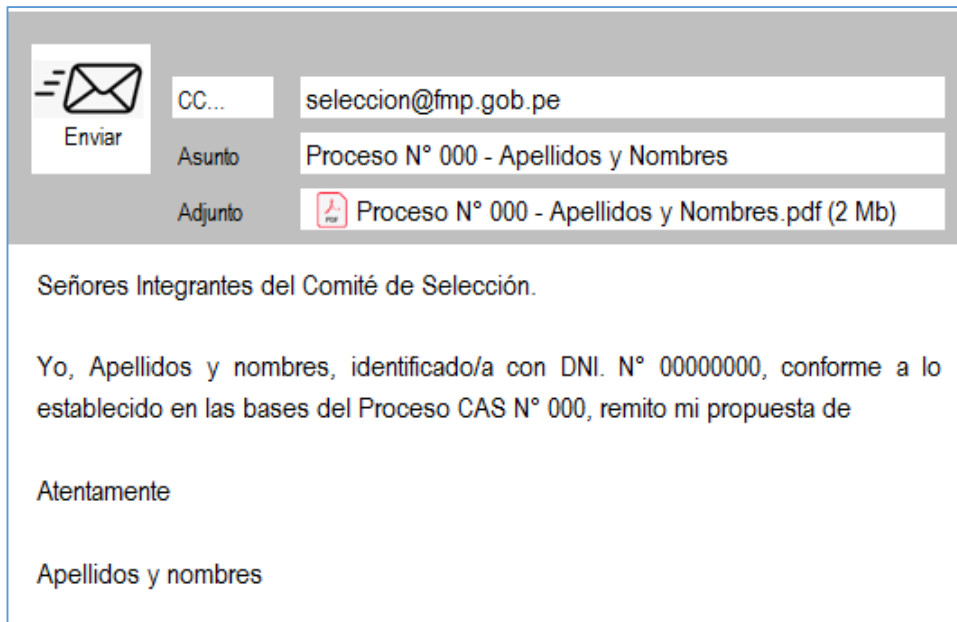 Enviar
CC...
seleccion@fmp.gob.pe
Asunto
Proceso N° 000 - Apellidos y Nombres
Adjunto
PDF
Proceso N° 000 - Apellidos y Nombres.pdf (2 Mb)
Señores Integrantes del Comité de Selección.
Yo, Apellidos y nombres, identificado/a con DNI. N° 00000000, conforme a lo
establecido en las bases del Proceso CAS N° 000, remito mi propuesta de
Atentamente
Apellidos y nombres